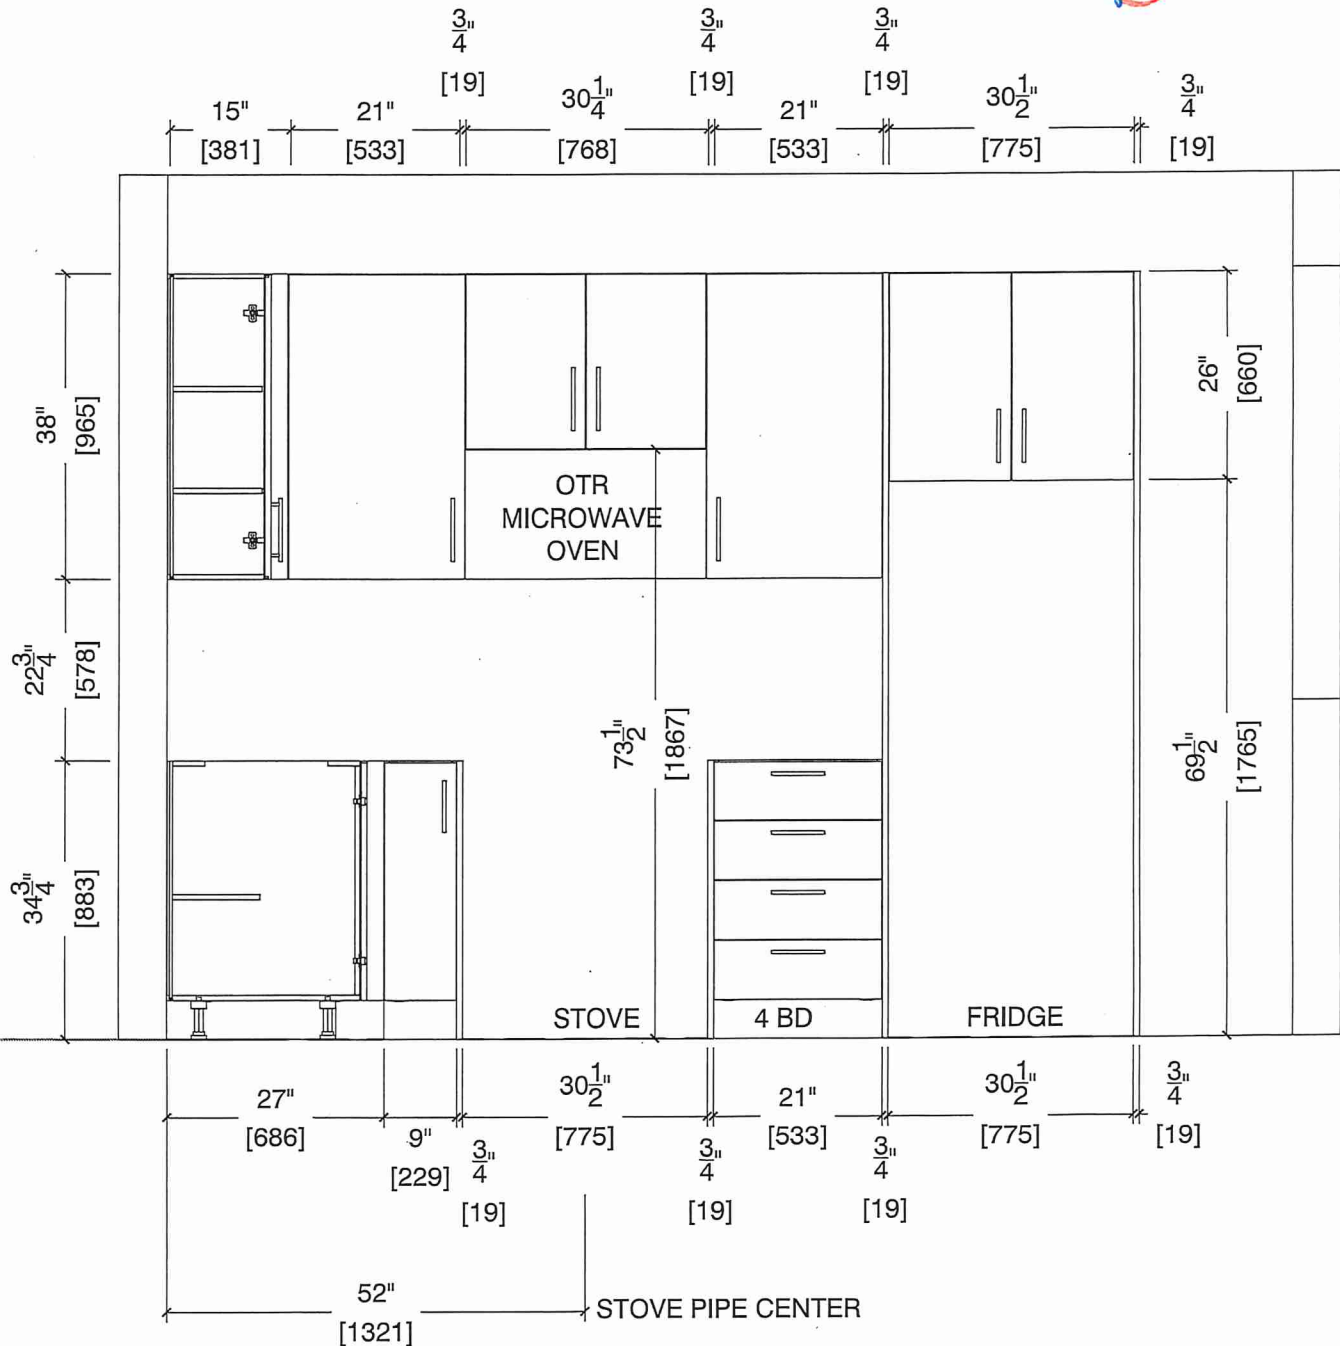 3/4" 3/4" 3/4"
[19] [19] [19]
15" 21" 30 1/4" 21" 30 1/2" 3/4"
[381] [533] [768] [533] [775] [19]
38"
[965]
26"
[660]
OTR
MICROWAVE
OVEN
22 3/4"
[578]
73 1/2"
[1867]
69 1/2"
[1765]
34 3/4"
[883]
STOVE 4 BD FRIDGE
27" 30 1/2" 21" 30 1/2" 3/4"
[686] 9" [775] [533] [775] [19]
[229] 3/4" 3/4" 3/4"
[19] [19] [19]
52"
[1321]
STOVE PIPE CENTER